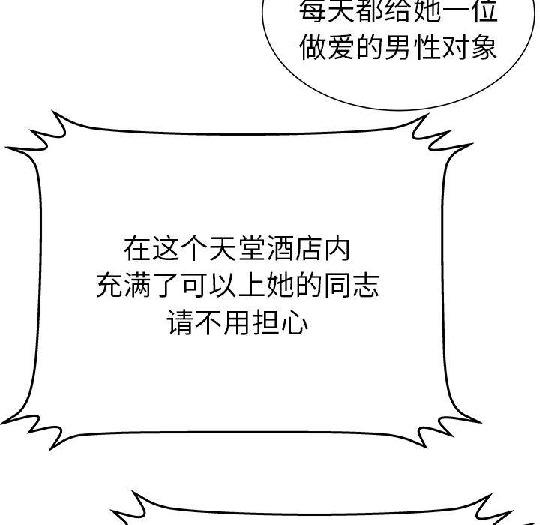 每天都给她一位
做爱的男性对象
在这个天堂酒店内
充满了可以上她的同志
请不用担心